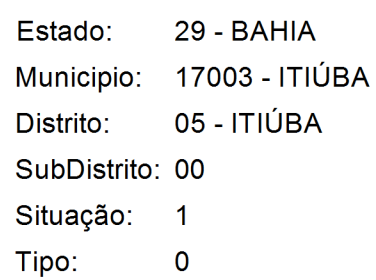 Estado: 29 - BAHIA
Municipio: 17003 - ITIÚBA
Distrito: 05 - ITIÚBA
SubDistrito: 00
Situação: 1
Tipo: 0